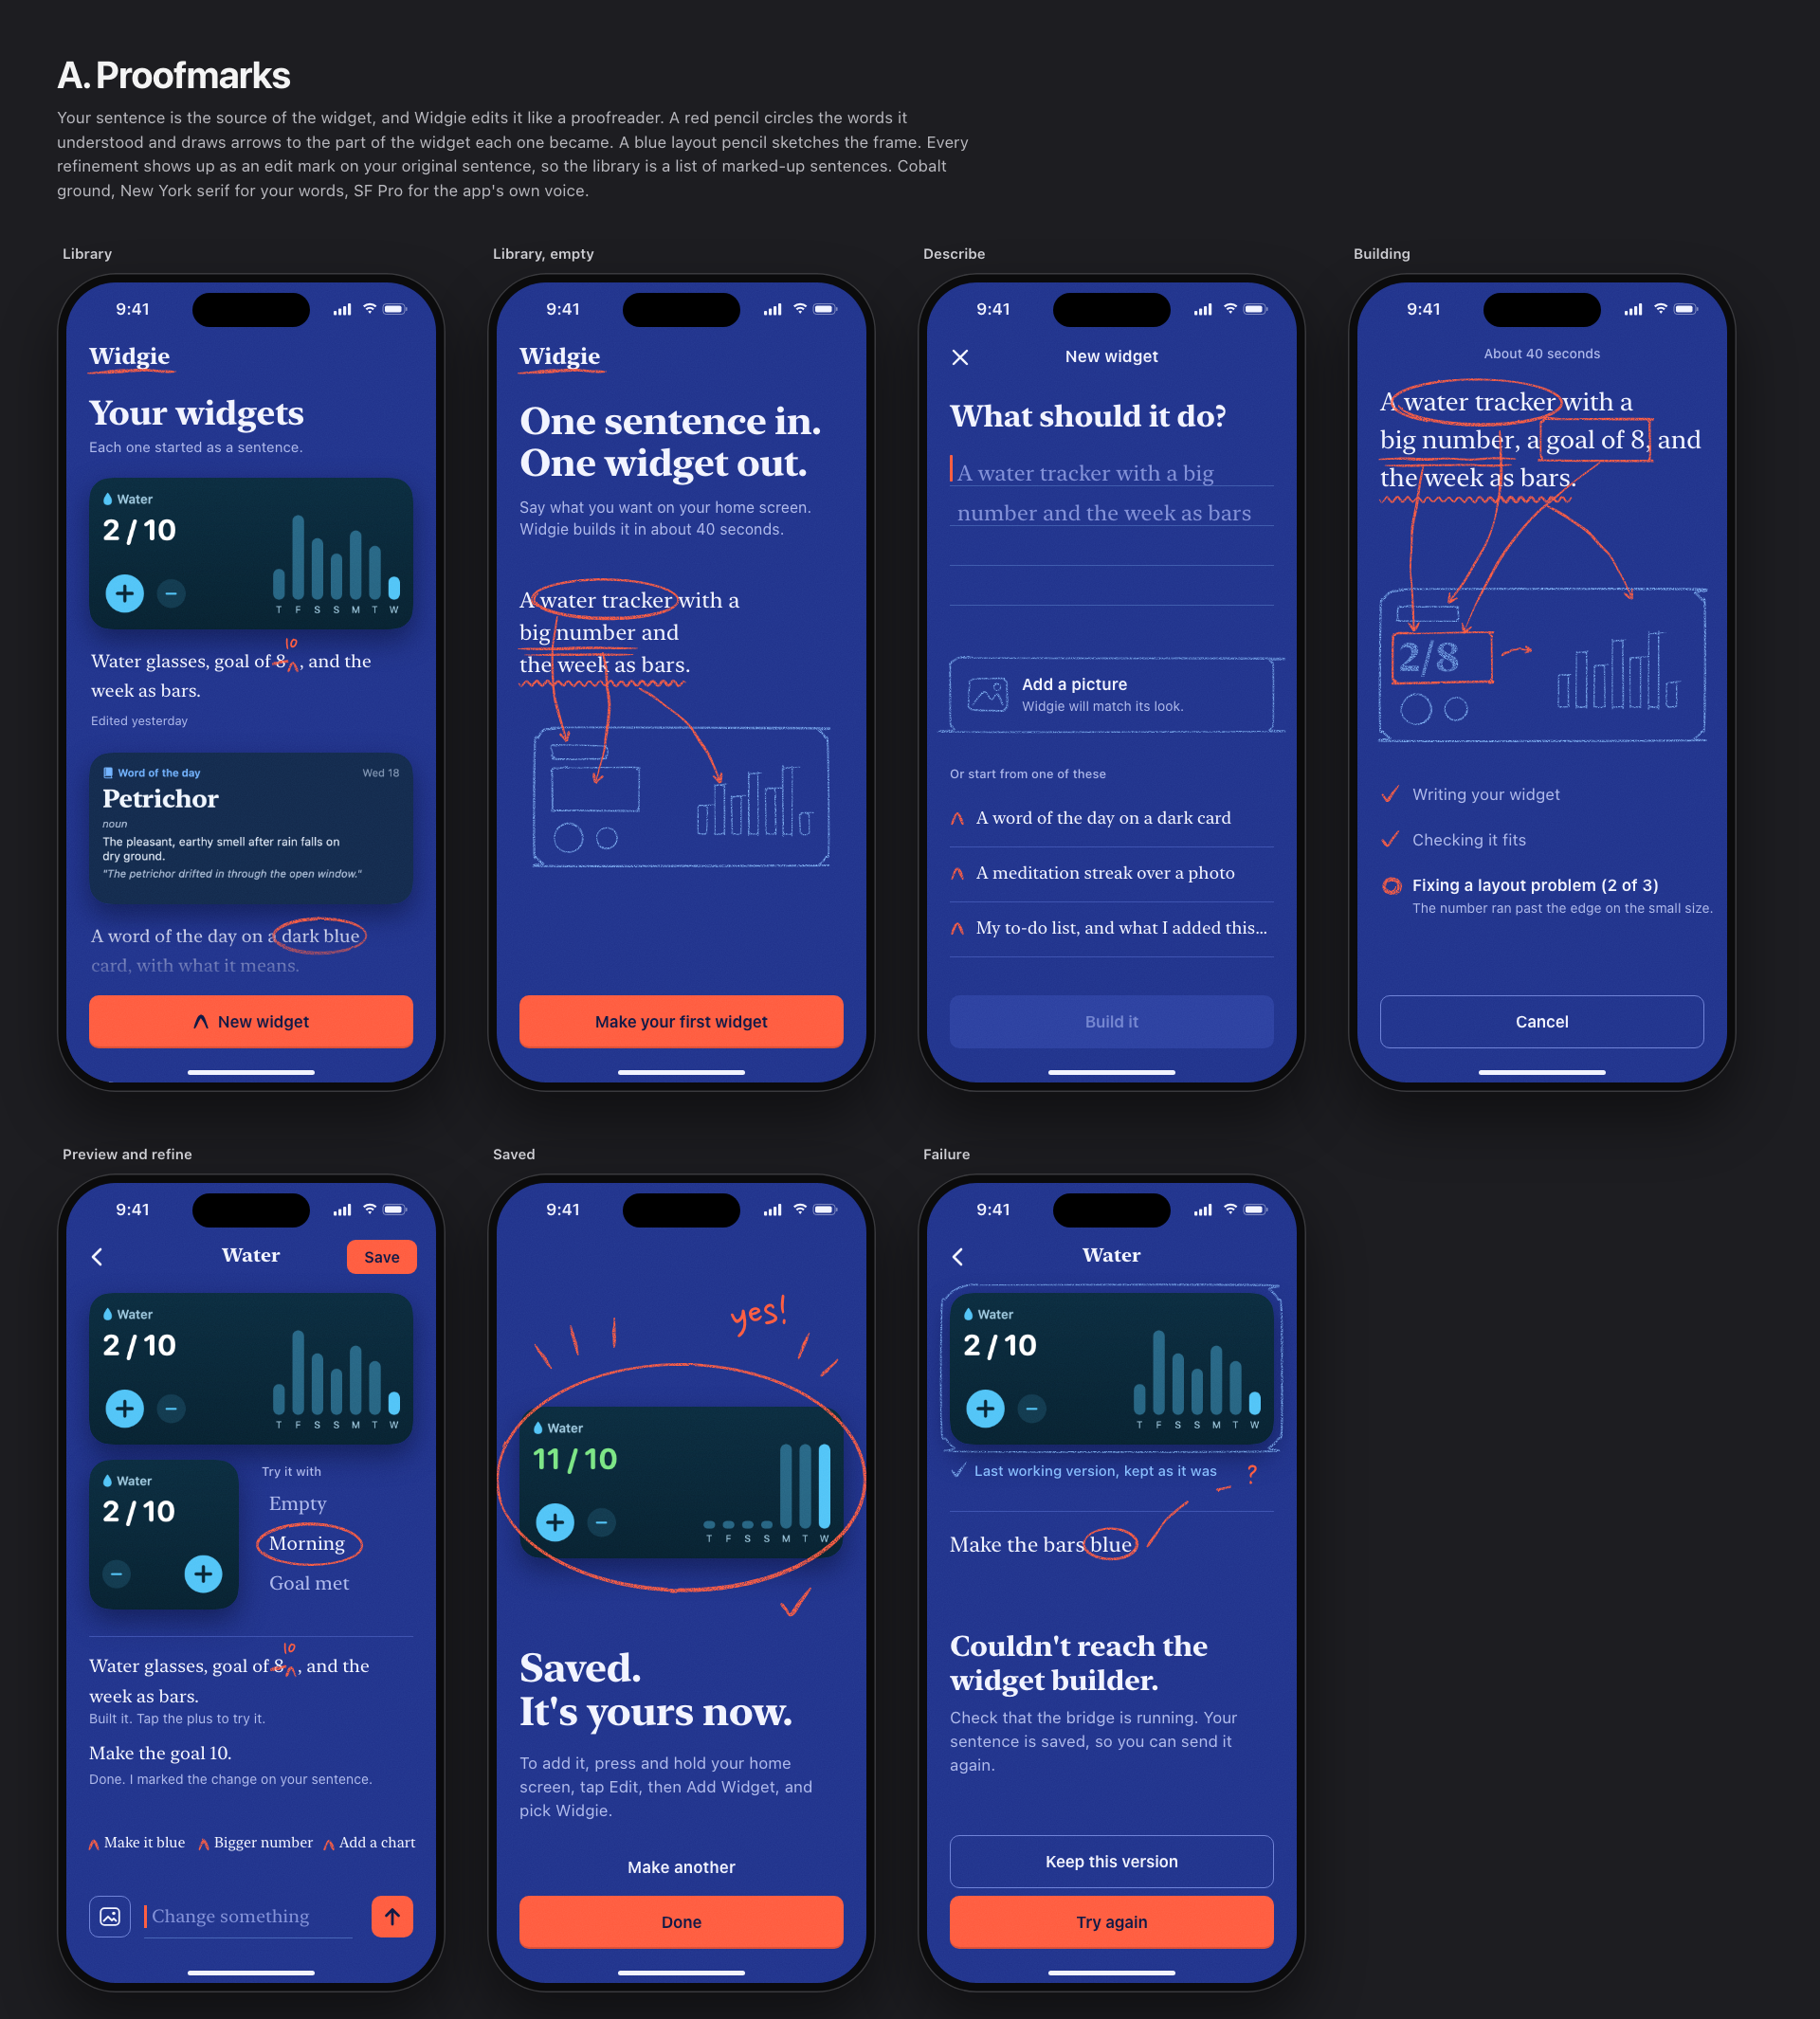 A. Proofmarks
Your sentence is the source of the widget, and Widgie edits it like a proofreader. A red pencil circles the words it
understood and draws arrows to the part of the widget each one became. A blue layout pencil sketches the frame. Every
refinement shows up as an edit mark on your original sentence, so the library is a list of marked-up sentences. Cobalt
ground, New York serif for your words, SF Pro for the app's own voice.
Library
9:41
Widgie
Your widgets
Each one started as a sentence.
Water
2 / 10
T F S S M T W
10
Water glasses, goal of 8, and the
week as bars.
Edited yesterday
Word of the day
Wed 18
Petrichor
noun
The pleasant, earthy smell after rain falls on
dry ground.
"The petrichor drifted in through the open window."
A word of the day on a dark blue
card, with what it means.
New widget
Library, empty
9:41
Widgie
One sentence in.
One widget out.
Say what you want on your home screen.
Widgie builds it in about 40 seconds.
A water tracker with a
big number and
the week as bars.
Make your first widget
Describe
9:41
New widget
What should it do?
A water tracker with a big
number and the week as bars
Add a picture
Widgie will match its look.
Or start from one of these
A word of the day on a dark card
A meditation streak over a photo
My to-do list, and what I added this...
Build it
Building
9:41
About 40 seconds
A water tracker with a
big number, a goal of 8, and
the week as bars.
2/8
Writing your widget
Checking it fits
Fixing a layout problem (2 of 3)
The number ran past the edge on the small size.
Cancel
Preview and refine
9:41
Water
Save
Water
2 / 10
T F S S M T W
Water
2 / 10
Try it with
Empty
Morning
Goal met
10
Water glasses, goal of 8, and the
week as bars.
Built it. Tap the plus to try it.
Make the goal 10.
Done. I marked the change on your sentence.
Make it blue
Bigger number
Add a chart
Change something
Saved
9:41
yes!
Water
11 / 10
T F S S M T W
Saved.
It's yours now.
To add it, press and hold your home
screen, tap Edit, then Add Widget, and
pick Widgie.
Make another
Done
Failure
9:41
Water
Water
2 / 10
T F S S M T W
Last working version, kept as it was
?
Make the bars blue
Couldn't reach the
widget builder.
Check that the bridge is running. Your
sentence is saved, so you can send it
again.
Keep this version
Try again